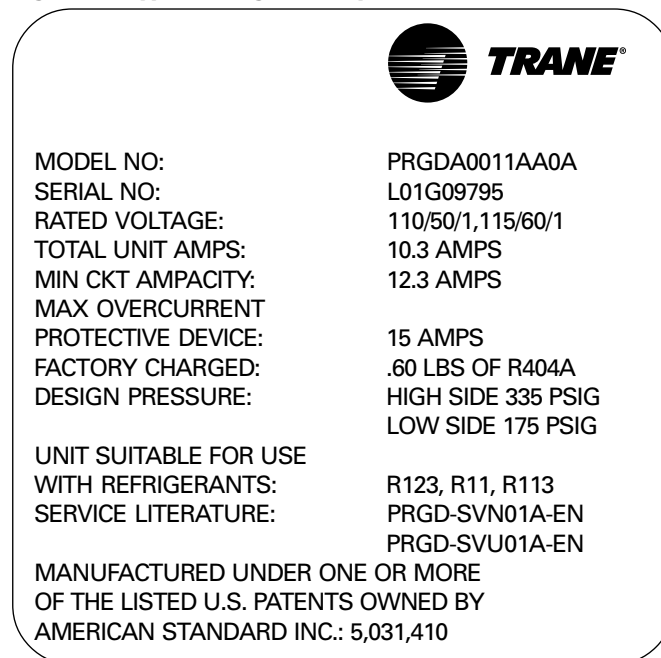 TRANE®
MODEL NO: PRGDA0011AA0A
SERIAL NO: L01G09795
RATED VOLTAGE: 110/50/1,115/60/1
TOTAL UNIT AMPS: 10.3 AMPS
MIN CKT AMPACITY: 12.3 AMPS
MAX OVERCURRENT
PROTECTIVE DEVICE: 15 AMPS
FACTORY CHARGED: .60 LBS OF R404A
DESIGN PRESSURE: HIGH SIDE 335 PSIG
LOW SIDE 175 PSIG
UNIT SUITABLE FOR USE
WITH REFRIGERANTS: R123, R11, R113
SERVICE LITERATURE: PRGD-SVN01A-EN
PRGD-SVU01A-EN
MANUFACTURED UNDER ONE OR MORE
OF THE LISTED U.S. PATENTS OWNED BY
AMERICAN STANDARD INC.: 5,031,410